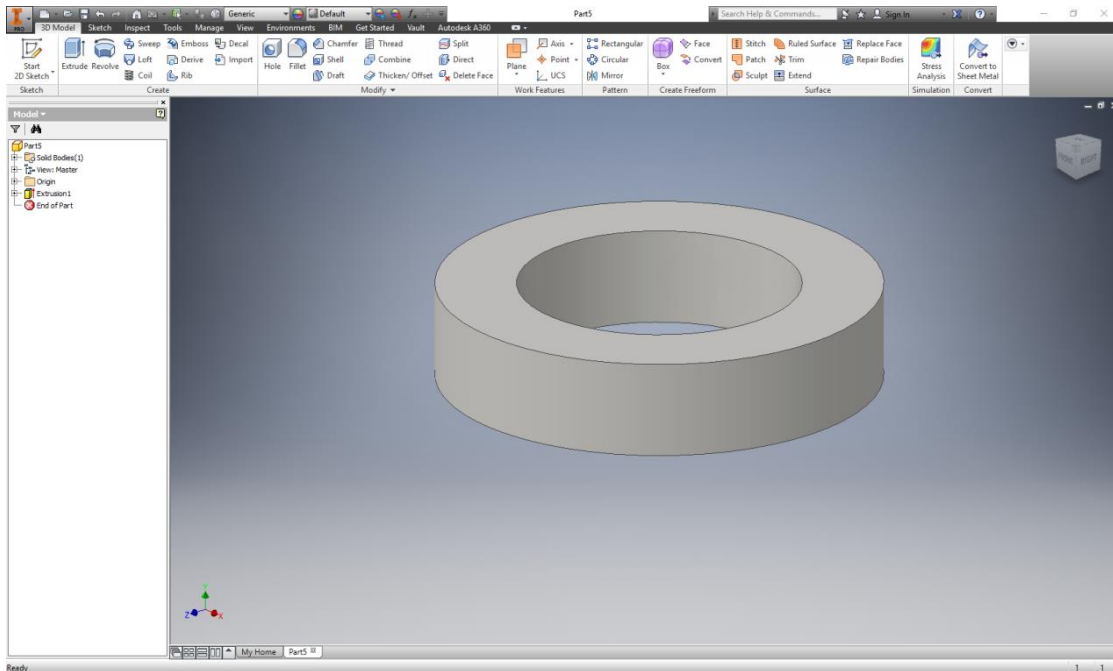 PRO
Generic
Default
Part5
Search Help & Commands...
Sign In
3D Model Sketch Inspect Tools Manage View Environments BIM Get Started Vault Autodesk A360
Start
2D Sketch
Extrude
Revolve
Sweep
Loft
Coil
Emboss
Derive
Rib
Decal
Import
Hole
Fillet
Chamfer
Shell
Draft
Thread
Combine
Thicken/ Offset
Split
Direct
Delete Face
Plane
Axis
Point
UCS
Rectangular
Circular
Mirror
Box
Face
Convert
Stitch
Patch
Sculpt
Ruled Surface
Trim
Extend
Replace Face
Repair Bodies
Stress
Analysis
Convert to
Sheet Metal
Sketch Create Modify Work Features Pattern Create Freeform Surface Simulation Convert
Model
Part5
Solid Bodies(1)
View: Master
Origin
Extrusion1
End of Part
RIGHT
Y
Z
X
My Home Part5
Ready
1 1